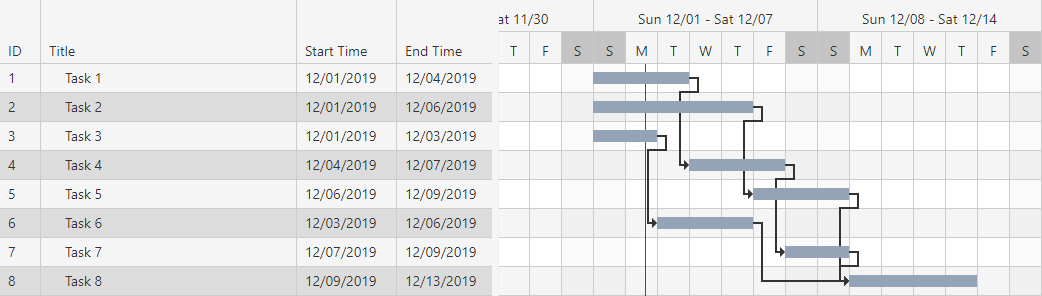 at 11/30 Sun 12/01 - Sat 12/07 Sun 12/08 - Sat 12/14
ID Title Start Time End Time T F S S M T W T F S S M T W T F S
1 Task 1 12/01/2019 12/04/2019
2 Task 2 12/01/2019 12/06/2019
3 Task 3 12/01/2019 12/03/2019
4 Task 4 12/04/2019 12/07/2019
5 Task 5 12/06/2019 12/09/2019
6 Task 6 12/03/2019 12/06/2019
7 Task 7 12/07/2019 12/09/2019
8 Task 8 12/09/2019 12/13/2019